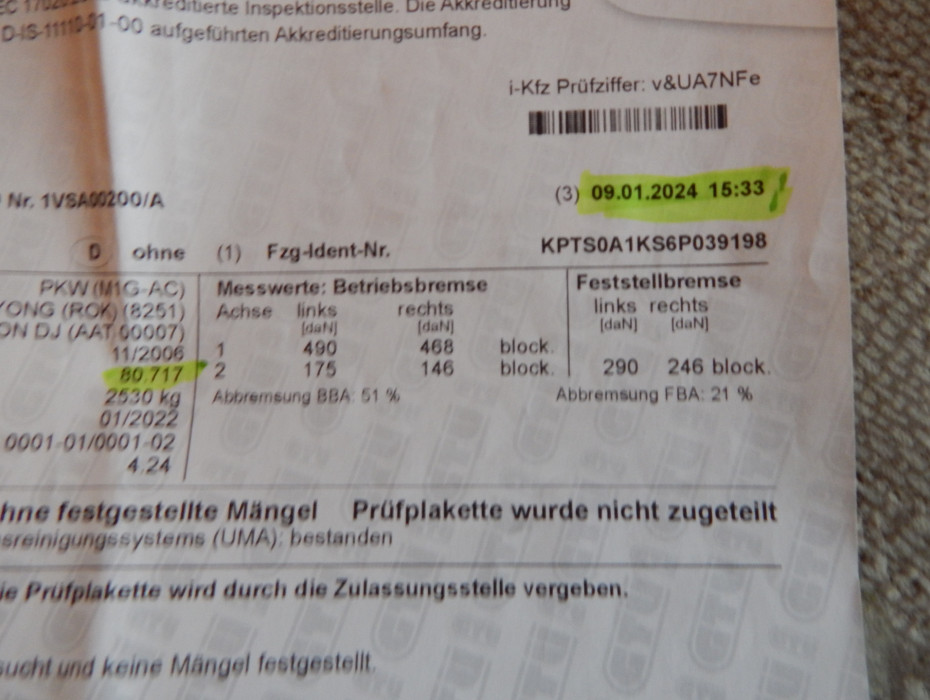 EC 17020 akkreditierte Inspektionsstelle. Die Akkreditierung
D-IS-11110-01-00 aufgeführten Akkreditierungsumfang.
i-Kfz Prüfziffer: v&UA7NFe
Nr. 1VSA00200/A
(3) 09.01.2024 15:33
D ohne (1) Fzg-Ident-Nr. KPTS0A1KS6P039198
PKW (M1G-AC) Messwerte: Betriebsbremse Feststellbremse
YONG (ROK) (8251) Achse links rechts links rechts
[daN] [daN] [daN] [daN]
ON DJ (AAT 00007)
11/2006 1 490 468 block.
80.717 2 175 146 block. 290 246 block.
2530 kg Abbremsung BBA: 51 % Abbremsung FBA: 21 %
01/2022
0001-01/0001-02
4.24
hne festgestellte Mängel Prüfplakette wurde nicht zugeteilt
sreinigungssystems (UMA): bestanden
ie Prüfplakette wird durch die Zulassungsstelle vergeben.
sucht und keine Mängel festgestellt.